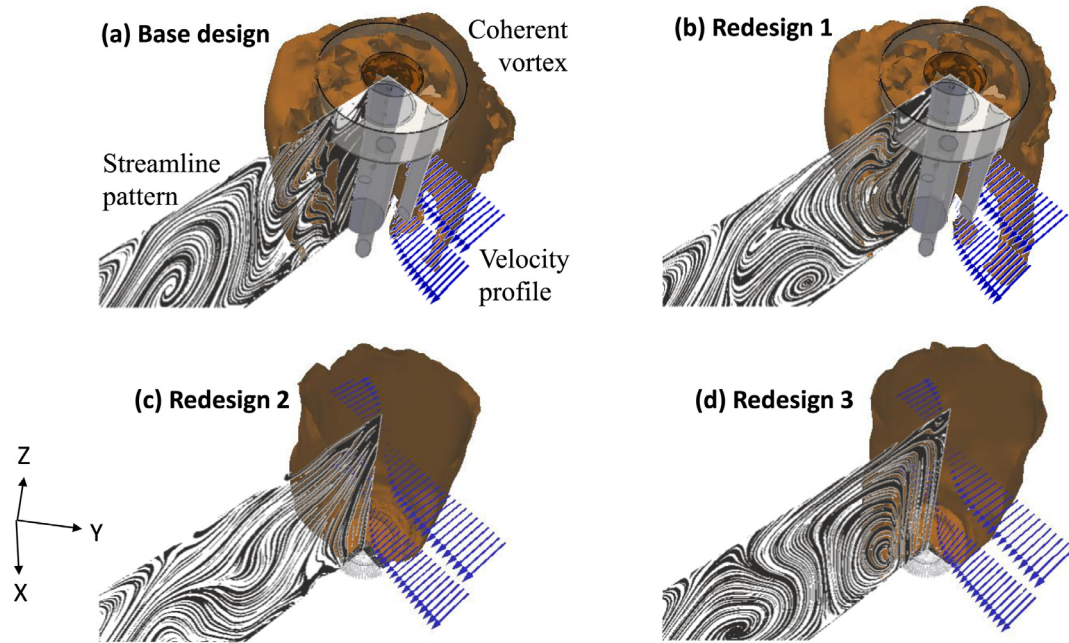 (a) Base design
Coherent
vortex
(b) Redesign 1
Streamline
pattern
Velocity
profile
(c) Redesign 2
(d) Redesign 3
Z
Y
X